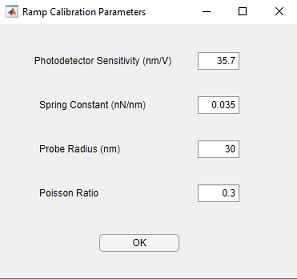 Ramp Calibration Parameters
Photodetector Sensitivity (nm/V) 35.7
Spring Constant (nN/nm) 0.035
Probe Radius (nm) 30
Poisson Ratio 0.3
OK